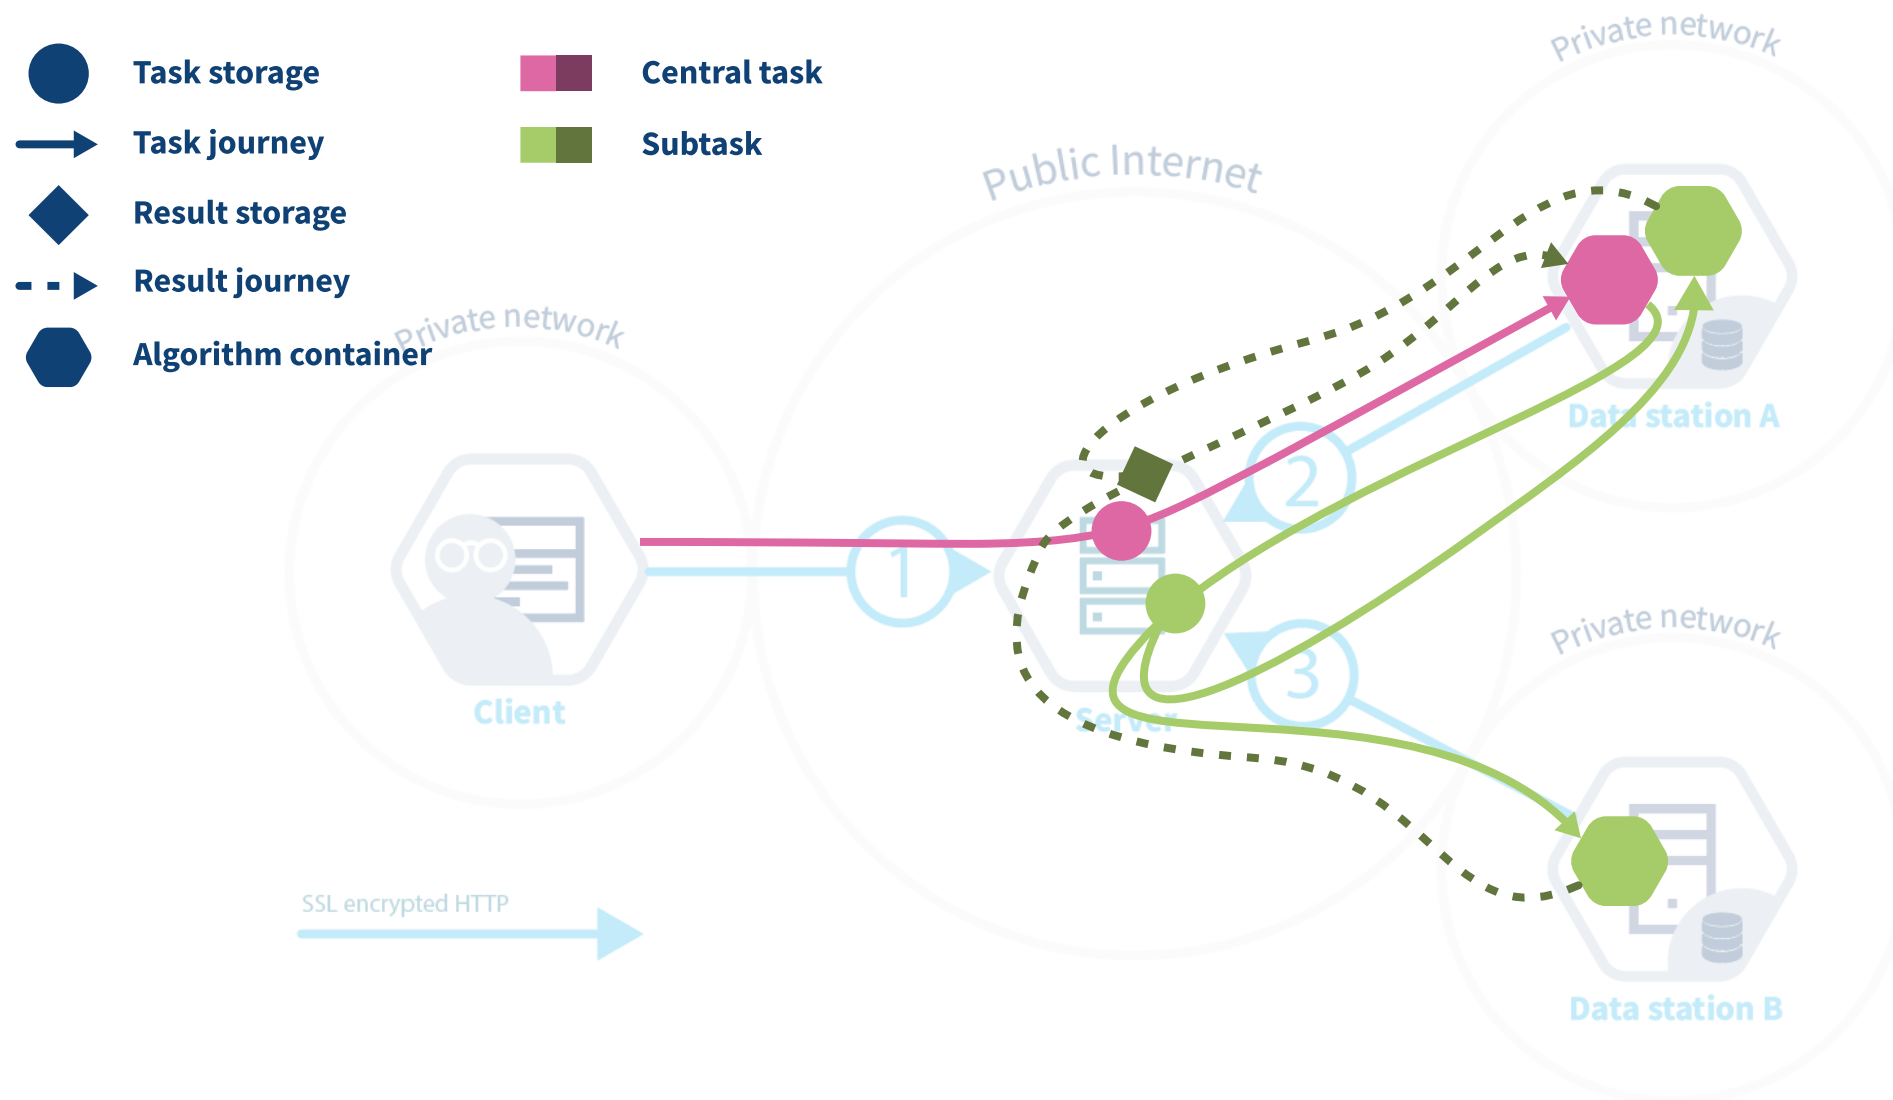 Task storage
Task journey
Result storage
Result journey
Algorithm container
Central task
Subtask
Private network
Public Internet
Private network
Data station A
1
2
3
Client
Server
Private network
SSL encrypted HTTP
Data station B